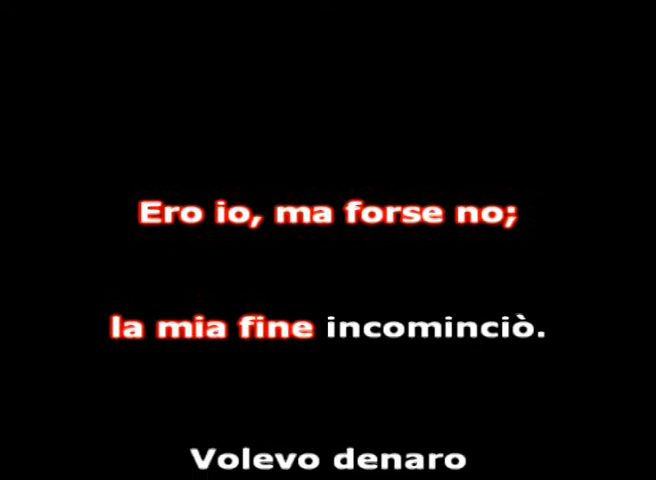 Ero io, ma forse no;
la mia fine incominciò.
Volevo denaro